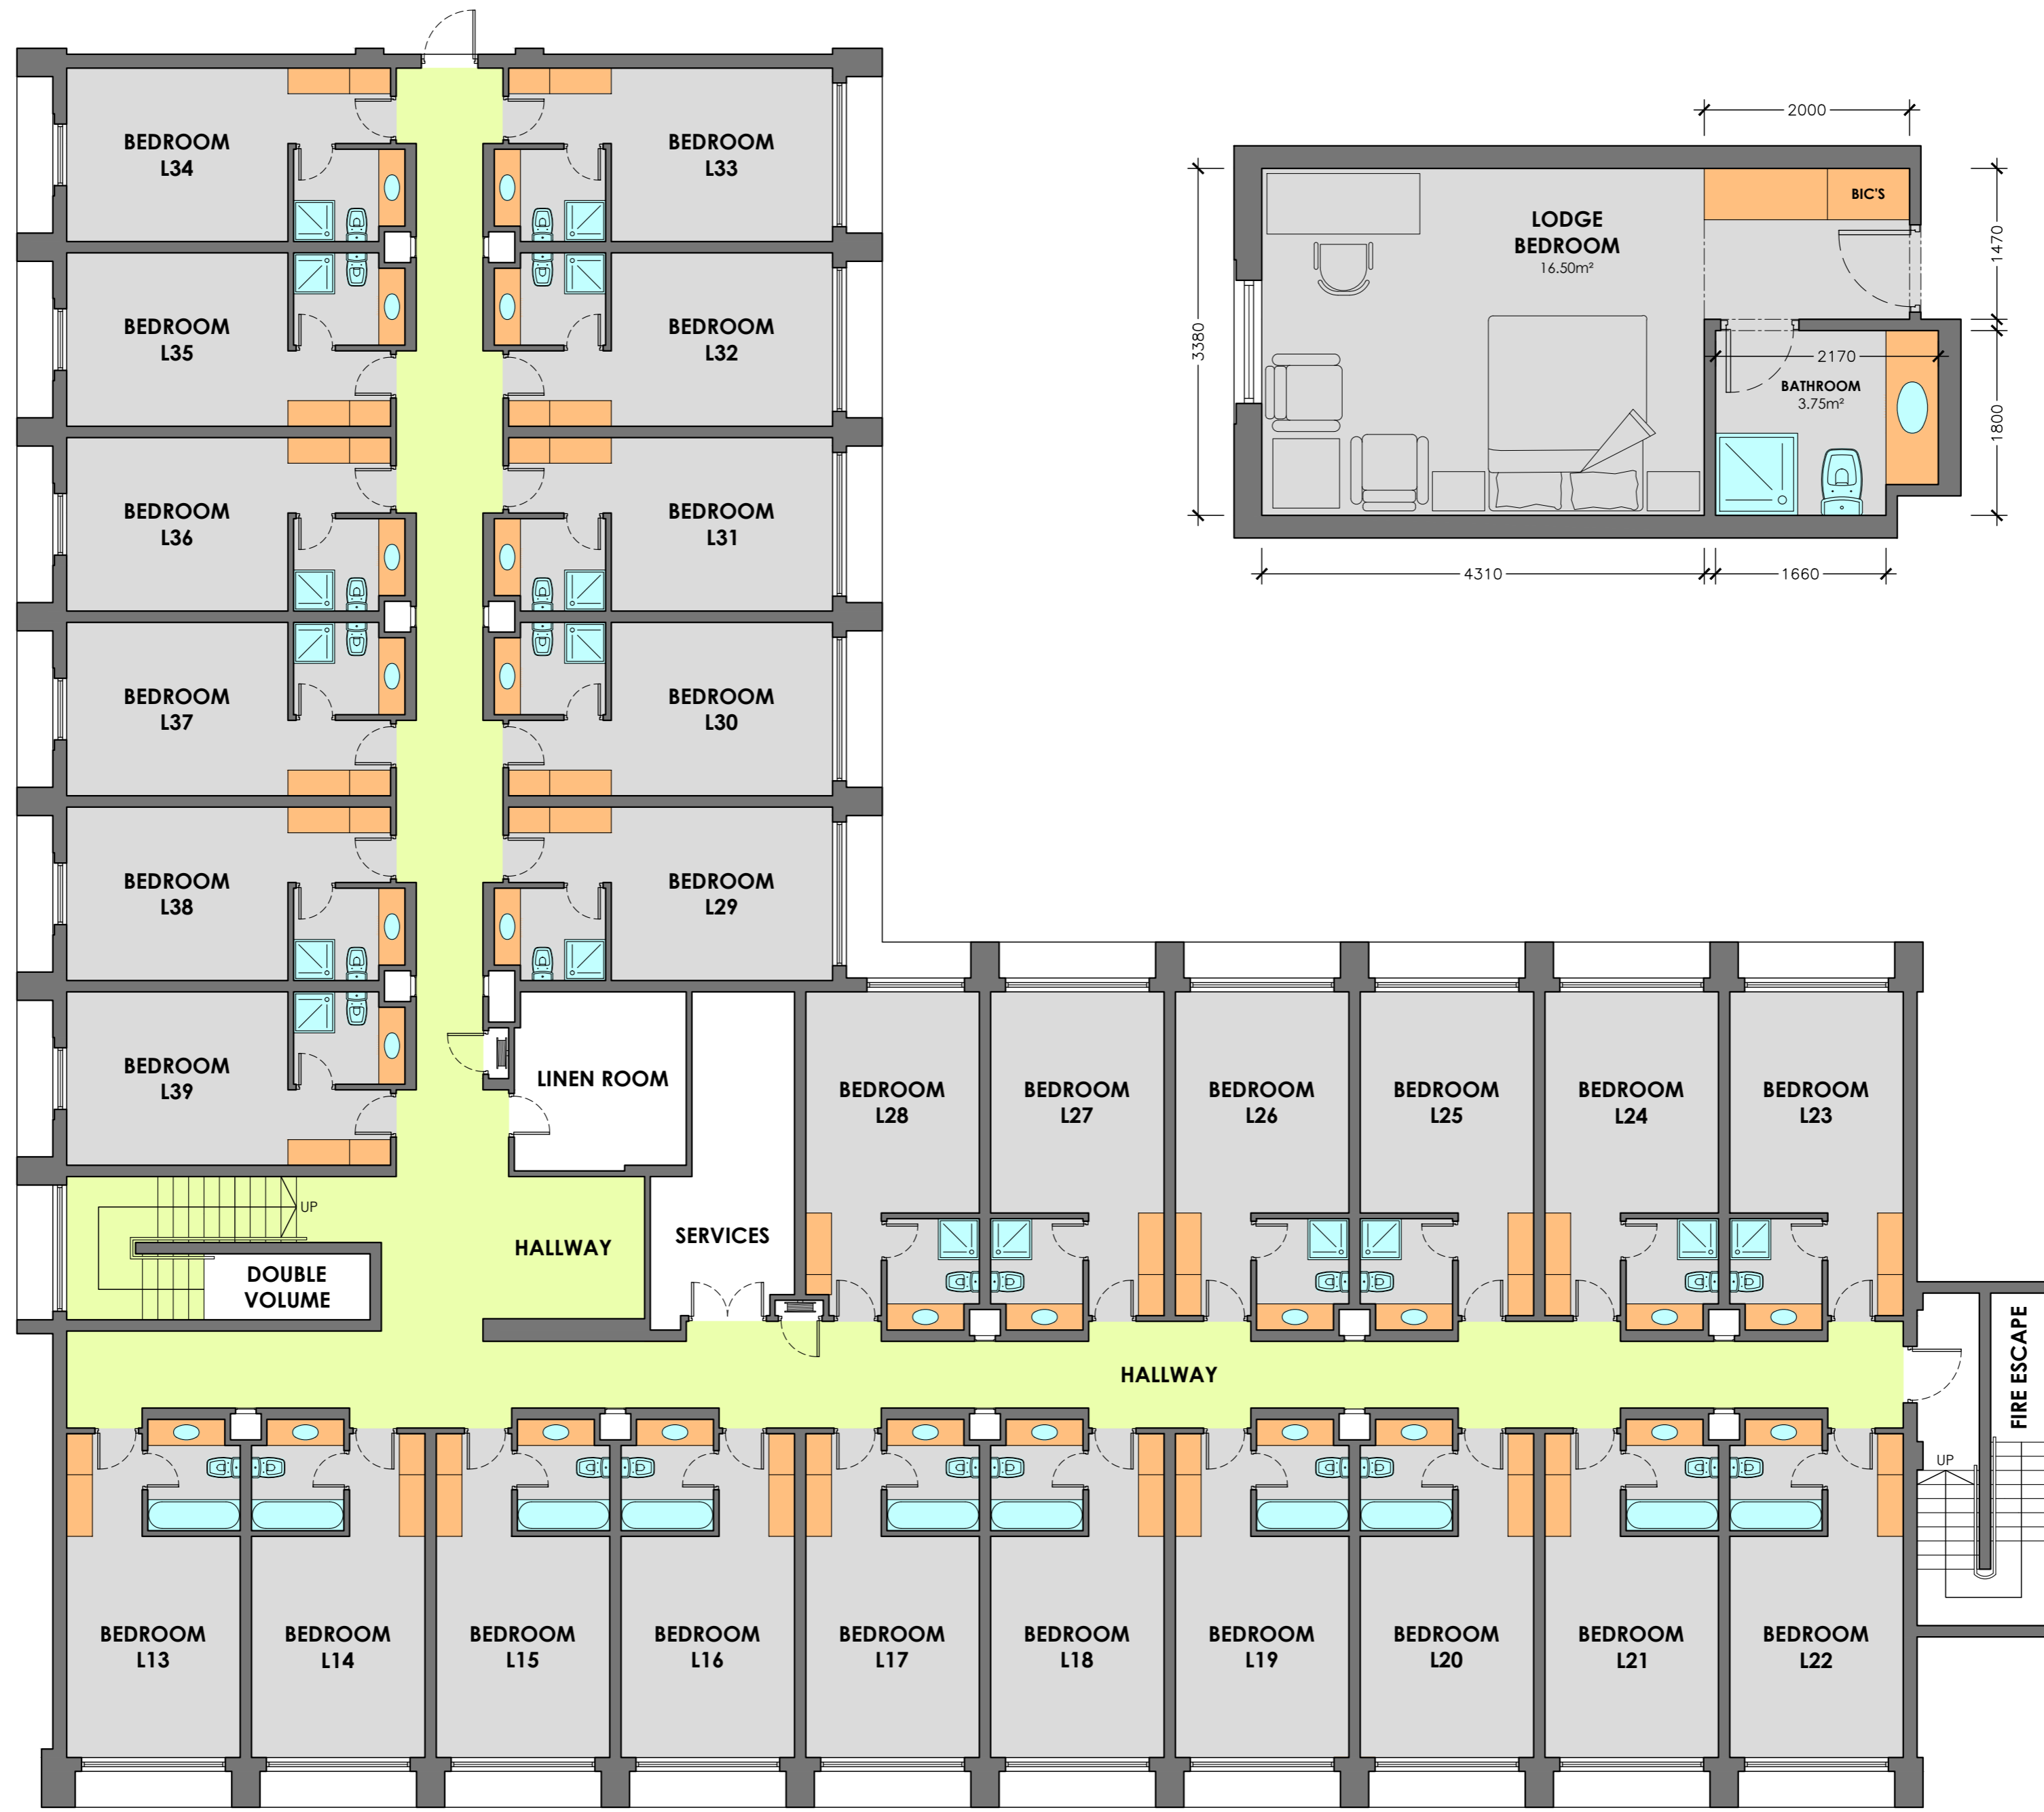 BEDROOM
L34
BEDROOM
L33
BEDROOM
L35
BEDROOM
L32
BEDROOM
L36
BEDROOM
L31
BEDROOM
L37
BEDROOM
L30
BEDROOM
L38
BEDROOM
L29
BEDROOM
L39
LINEN ROOM
UP
HALLWAY
DOUBLE
VOLUME
SERVICES
BEDROOM
L28
BEDROOM
L27
BEDROOM
L26
BEDROOM
L25
BEDROOM
L24
BEDROOM
L23
HALLWAY
FIRE ESCAPE
UP
BEDROOM
L13
BEDROOM
L14
BEDROOM
L15
BEDROOM
L16
BEDROOM
L17
BEDROOM
L18
BEDROOM
L19
BEDROOM
L20
BEDROOM
L21
BEDROOM
L22
2000
BIC'S
LODGE
BEDROOM
16.50m²
1470
3380
2170
BATHROOM
3.75m²
1800
4310
1660